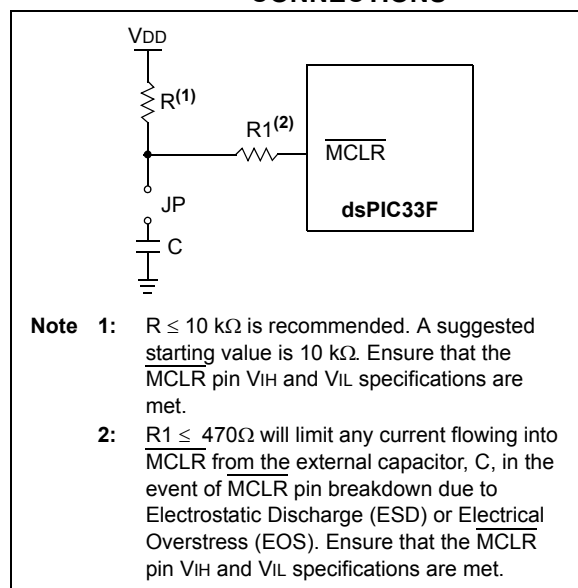 CONNECTIONS
VDD
R(1)
R1(2)
MCLR
JP
dsPIC33F
C
Note 1: R ≤ 10 kΩ is recommended. A suggested
starting value is 10 kΩ. Ensure that the
MCLR pin VIH and VIL specifications are
met.
2: R1 ≤ 470Ω will limit any current flowing into
MCLR from the external capacitor, C, in the
event of MCLR pin breakdown due to
Electrostatic Discharge (ESD) or Electrical
Overstress (EOS). Ensure that the MCLR
pin VIH and VIL specifications are met.